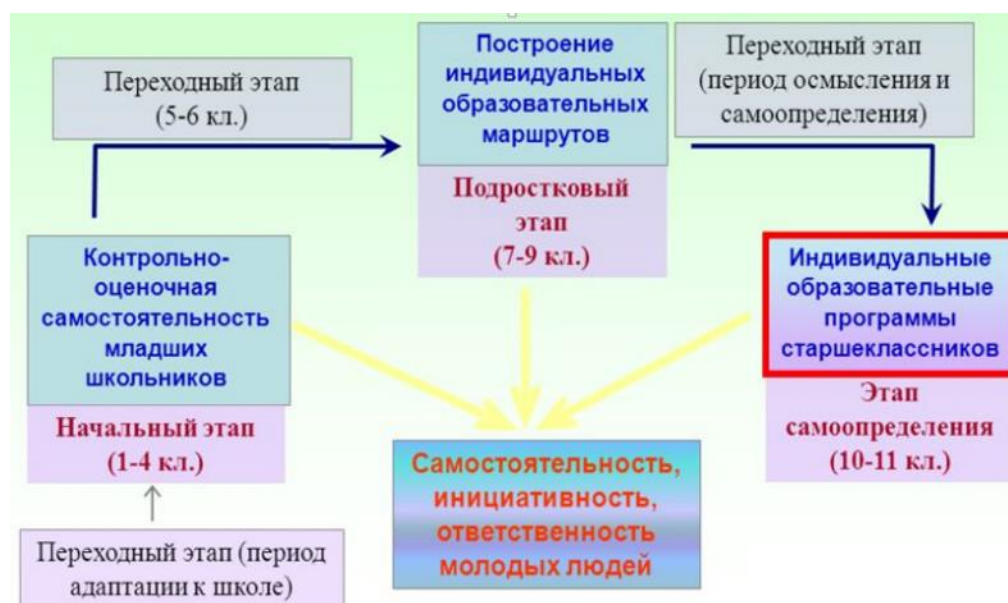 Переходный этап
(5-6 кл.)
Построение
индивидуальных
образовательных
маршрутов
Подростковый
этап
(7-9 кл.)
Переходный этап
(период осмысления и
самоопределения)
Контрольно-
оценочная
самостоятельность
младших
школьников
Начальный этап
(1-4 кл.)
Индивидуальные
образовательные
программы
старшеклассников
Этап
самоопределения
(10-11 кл.)
Самостоятельность,
инициативность,
ответственность
молодых людей
Переходный этап (период
адаптации к школе)